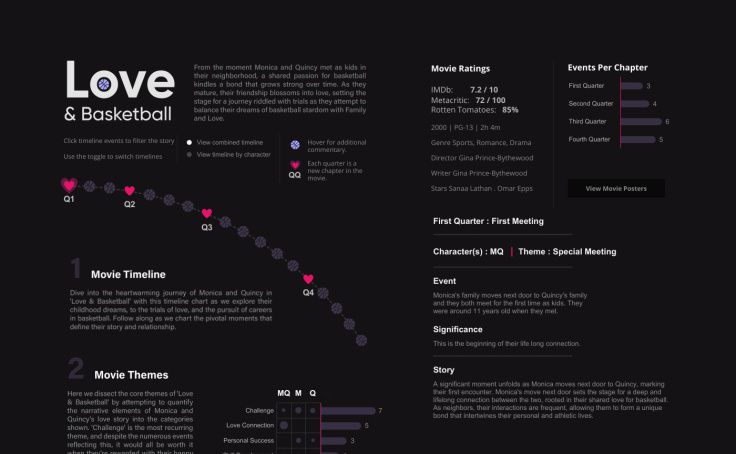 Love
& Basketball
From the moment Monica and Quincy met as kids in
their neighborhood, a shared passion for basketball
kindles a bond that grows strong over time. As they
mature, their friendship blossoms into love, setting the
stage for a journey riddled with trials as they attempt to
balance their dreams of basketball stardom with Family
and Love.
Click timeline events to filter the story
Use the toggle to switch timelines
View combined timeline
View timeline by character
Hover for additional
commentary.
QQ
Each quarter is a
new chapter in the
movie.
Q1
Q2
Q3
Q4
1 Movie Timeline
Dive into the heartwarming journey of Monica and Quincy in
'Love & Basketball' with this timeline chart as we explore their
childhood dreams, to the trials of love, and the pursuit of careers
in basketball. Follow along as we chart the pivotal moments that
define their story and relationship.
2 Movie Themes
Here we dissect the core themes of 'Love
& Basketball' by attempting to quantify
the narrative elements of Monica and
Quincy's love story into the categories
shown. 'Challenge' is the most recurring
theme, and despite the numerous events
reflecting this, it would all be worth it
when they're rewarded with their happy
MQ M Q
Challenge 7
Love Connection 5
Personal Success 3
Movie Ratings
IMDb: 7.2 / 10
Metacritic: 72 / 100
Rotten Tomatoes: 85%
2000 | PG-13 | 2h 4m
Genre Sports, Romance, Drama
Director Gina Prince-Bythewood
Writer Gina Prince-Bythewood
Stars Sanaa Lathan . Omar Epps
Events Per Chapter
First Quarter 3
Second Quarter 4
Third Quarter 6
Fourth Quarter 5
View Movie Posters
First Quarter : First Meeting
Character(s) : MQ | Theme : Special Meeting
Event
Monica's family moves next door to Quincy's family
and they both meet for the first time as kids. They
were around 11 years old when they met.
Significance
This is the beginning of their life long connection.
Story
A significant moment unfolds as Monica moves next door to Quincy, marking
their first encounter. Monica's move next door sets the stage for a deep and
lifelong connection between the two, rooted in their shared love for basketball.
As neighbors, their interactions are frequent, allowing them to form a unique
bond that intertwines their personal and athletic lives.